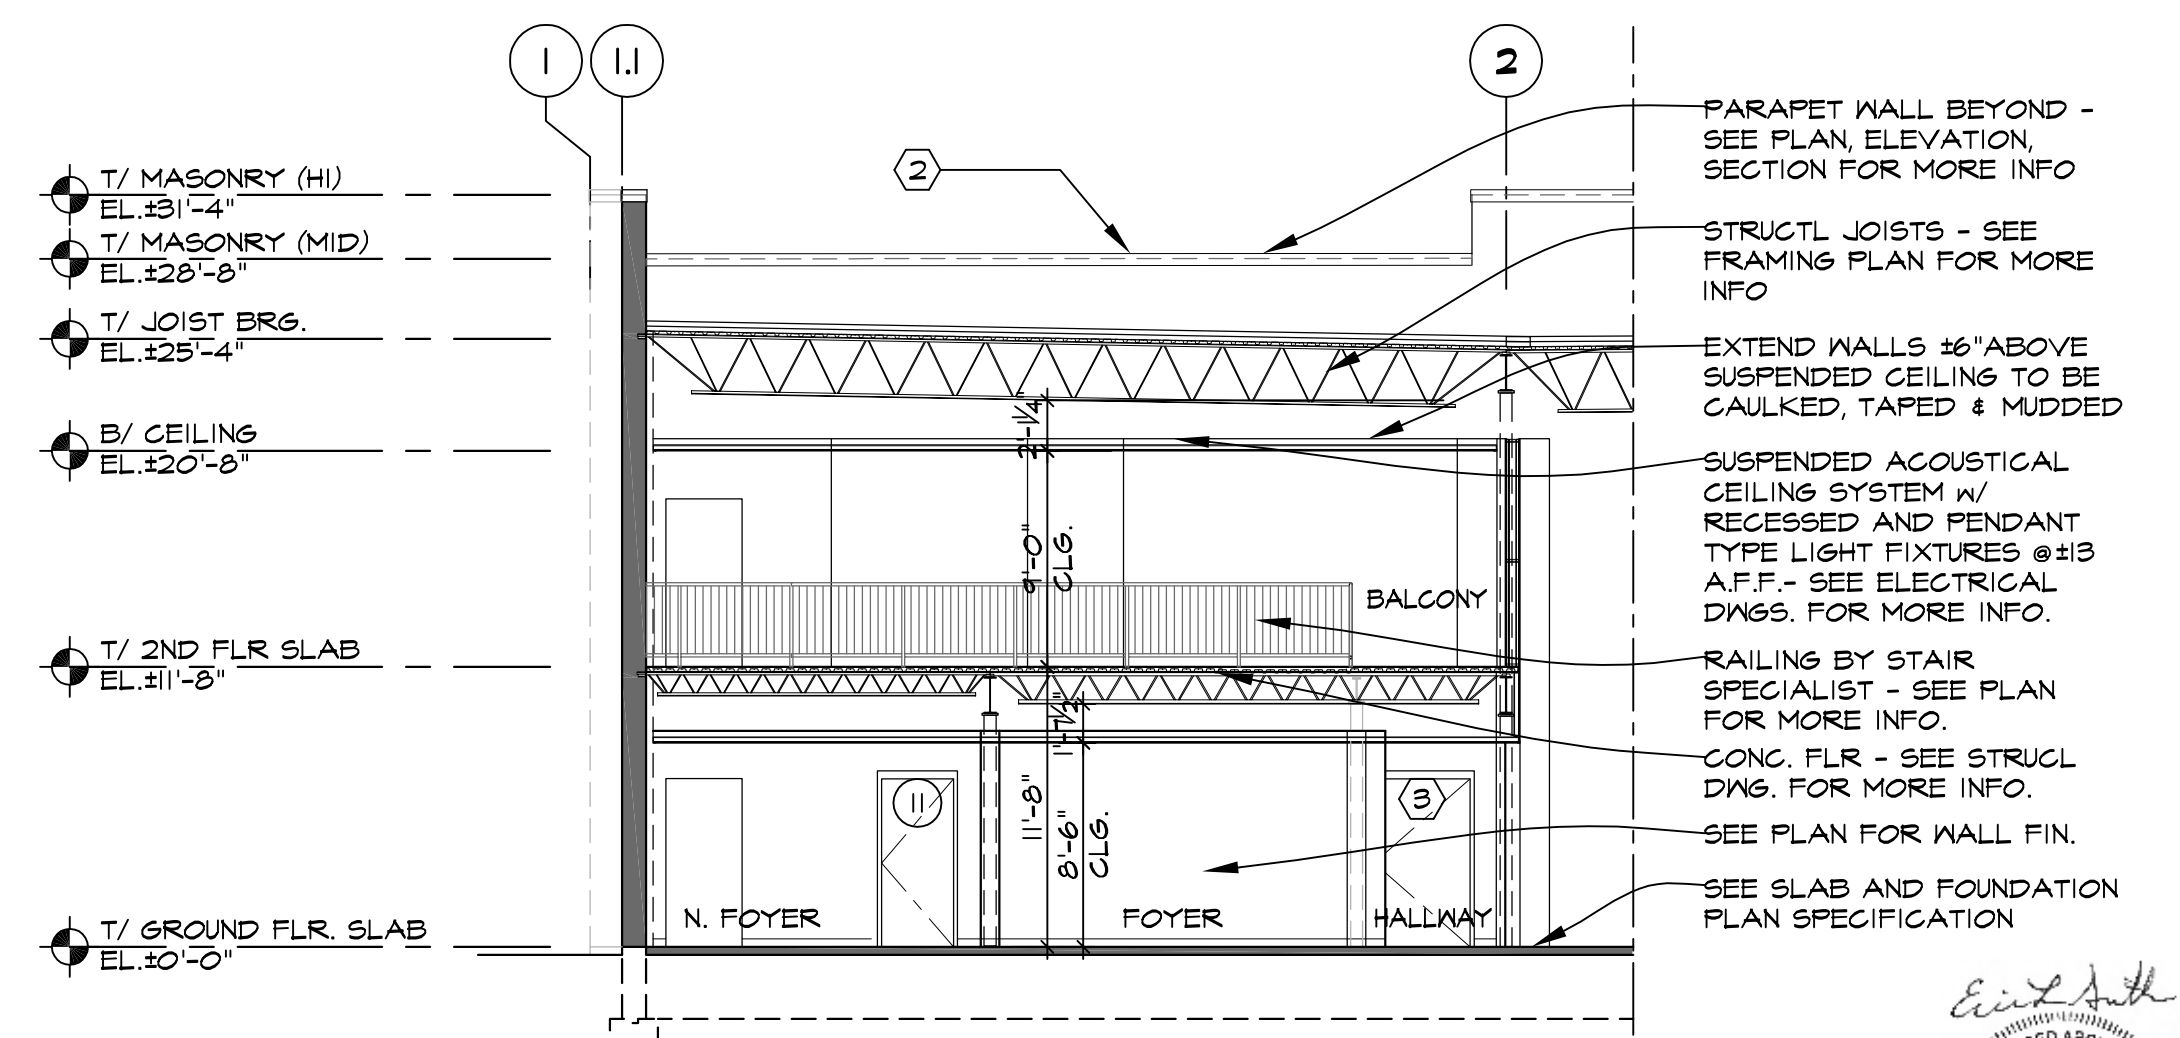 1
1.1
2
2
T/ MASONRY (HI)
EL.±31'-4"
T/ MASONRY (MID)
EL.±28'-8"
T/ JOIST BRG.
EL.±25'-4"
B/ CEILING
EL.±20'-8"
T/ 2ND FLR SLAB
EL.±11'-8"
T/ GROUND FLR. SLAB
EL.±0'-0"
2'-1¼"
9'-0"
CLG.
BALCONY
1'-7½"
11'-8"
8'-6"
CLG.
11
3
N. FOYER
FOYER
HALLWAY
PARAPET WALL BEYOND -
SEE PLAN, ELEVATION,
SECTION FOR MORE INFO
STRUCTL JOISTS - SEE
FRAMING PLAN FOR MORE
INFO
EXTEND WALLS ±6"ABOVE
SUSPENDED CEILING TO BE
CAULKED, TAPED & MUDDED
SUSPENDED ACOUSTICAL
CEILING SYSTEM w/
RECESSED AND PENDANT
TYPE LIGHT FIXTURES @±13
A.F.F.- SEE ELECTRICAL
DWGS. FOR MORE INFO.
RAILING BY STAIR
SPECIALIST - SEE PLAN
FOR MORE INFO.
CONC. FLR - SEE STRUCL
DWG. FOR MORE INFO.
SEE PLAN FOR WALL FIN.
SEE SLAB AND FOUNDATION
PLAN SPECIFICATION